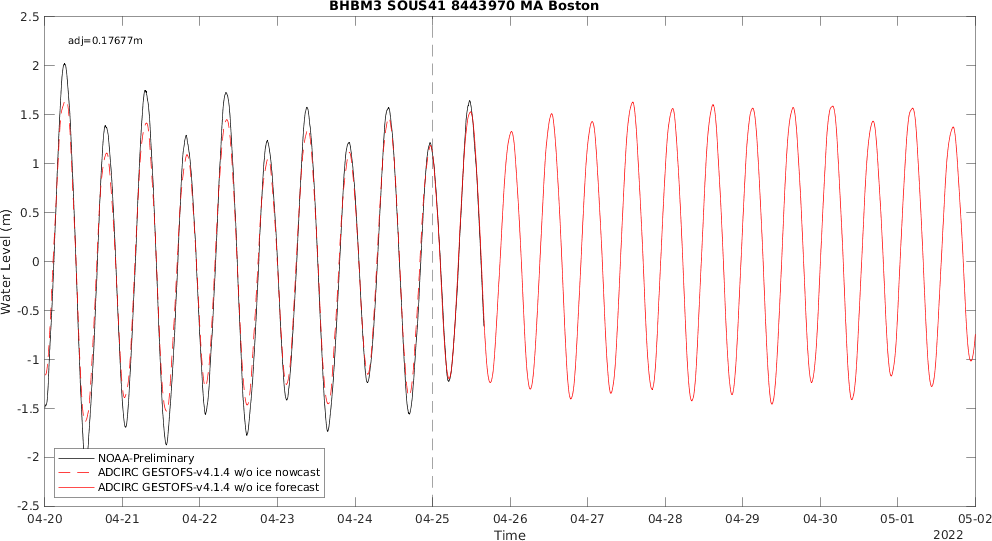 BHBM3 SOUS41 8443970 MA Boston
adj=0.17677m
2.5
2
1.5
1
0.5
0
-0.5
-1
-1.5
-2
-2.5
Water Level (m)
NOAA-Preliminary
ADCIRC GESTOFS-v4.1.4 w/o ice nowcast
ADCIRC GESTOFS-v4.1.4 w/o ice forecast
04-20 04-21 04-22 04-23 04-24 04-25 04-26 04-27 04-28 04-29 04-30 05-01 05-02
Time
2022